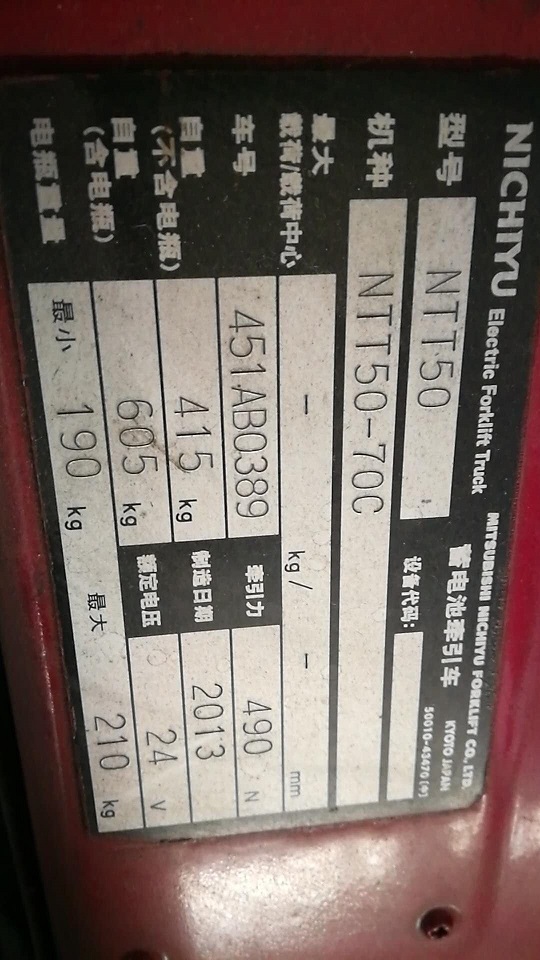 NICHIYU Electric Forklift Truck MITSUBISHI NICHIYU FORKLIFT CO., LTD.
KYOTO JAPAN
型号 NTT50 蓄电池牵引车 50010-43470(中)
机种 NTT50-70C 设备代码:
最大
载荷/载荷中心 - kg / - mm
车号 451AB0389 牵引力 490 N
自重
(不含电瓶) 415 kg 制造日期 2013
自重
(含电瓶) 605 kg 额定电压 24 V
电瓶重量 最小 190 kg 最大 210 kg